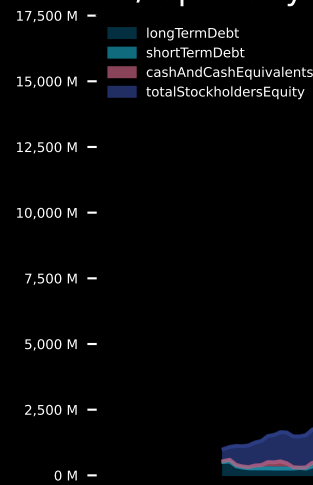 17,500 M
longTermDebt
shortTermDebt
15,000 M
cashAndCashEquivalents
totalStockholdersEquity
12,500 M
10,000 M
7,500 M
5,000 M
2,500 M
0 M